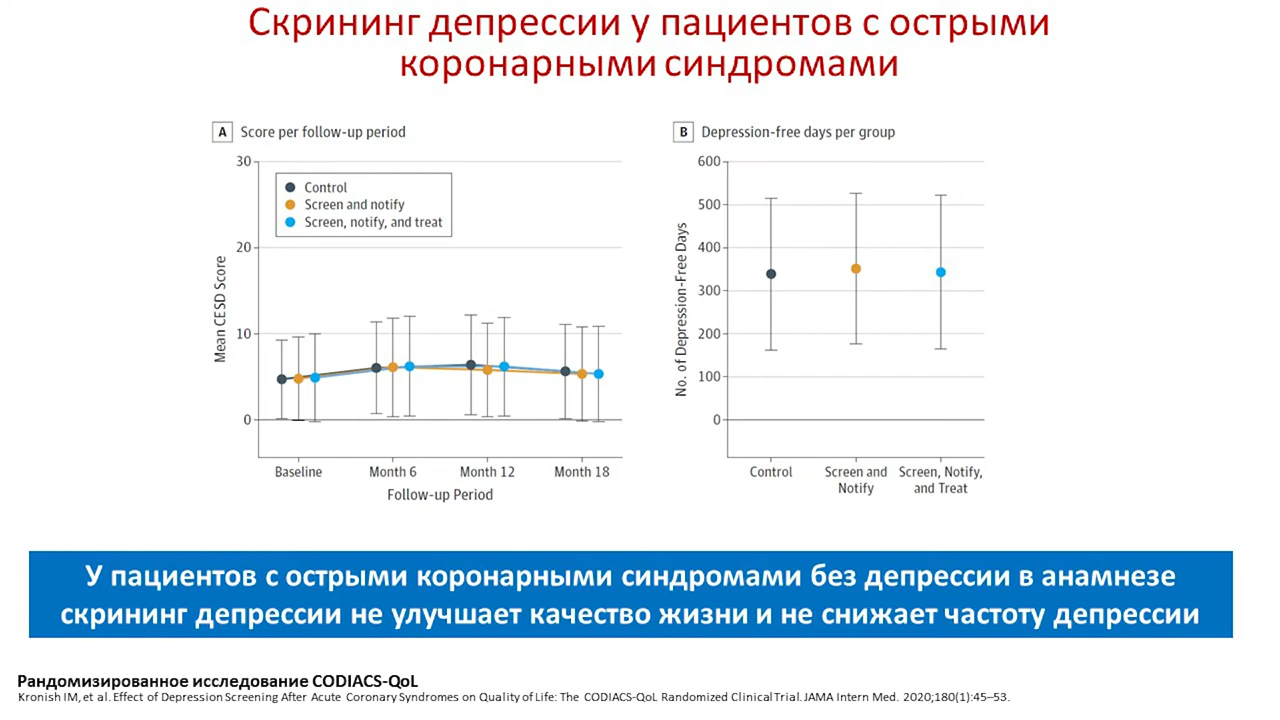 Скрининг депрессии у пациентов с острыми
коронарными синдромами
A Score per follow-up period
30
20
10
0
Mean CESD Score
Control
Screen and notify
Screen, notify, and treat
Baseline Month 6 Month 12 Month 18
Follow-up Period
B Depression-free days per group
600
500
400
300
200
100
0
No. of Depression-Free Days
Control Screen and Screen, Notify,
Notify and Treat
У пациентов с острыми коронарными синдромами без депрессии в анамнезе
скрининг депрессии не улучшает качество жизни и не снижает частоту депрессии
Рандомизированное исследование CODIACS-QoL
Kronish IM, et al. Effect of Depression Screening After Acute Coronary Syndromes on Quality of Life: The CODIACS-QoL Randomized Clinical Trial. JAMA Intern Med. 2020;180(1):45–53.